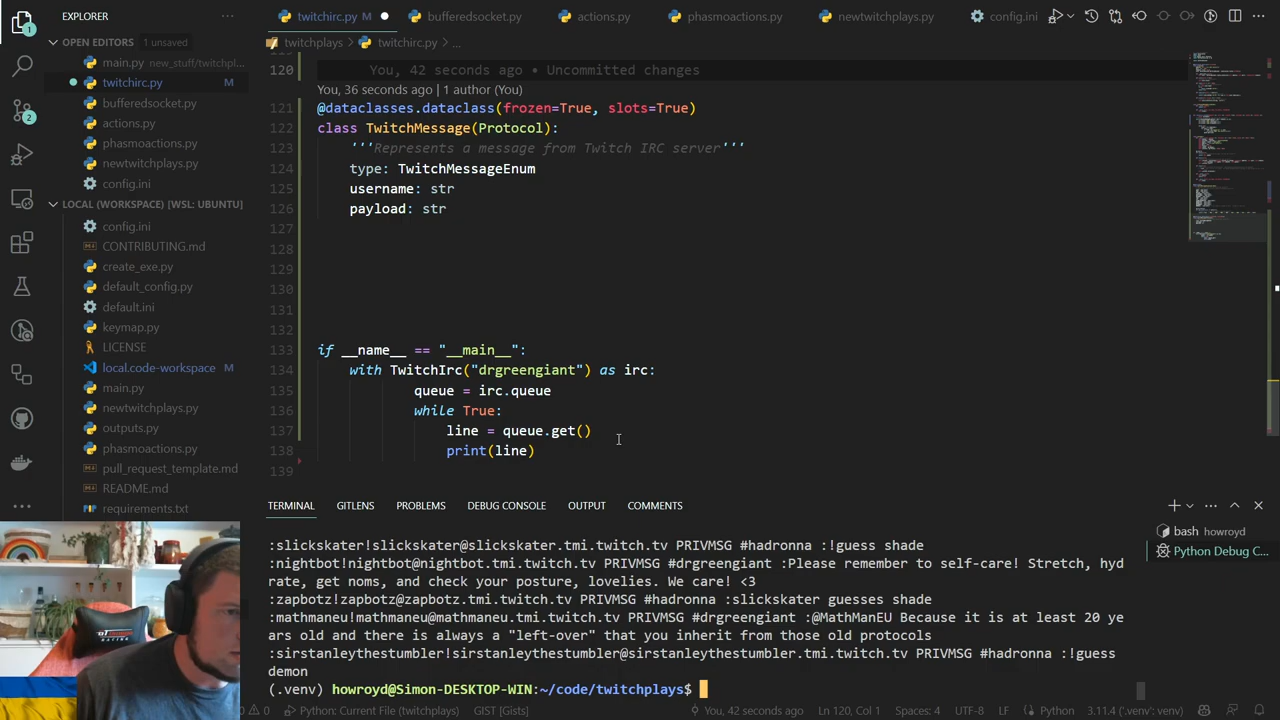 EXPLORER
twitchirc.py M
bufferedsocket.py
actions.py
phasmoactions.py
newtwitchplays.py
config.ini
OPEN EDITORS 1 unsaved
main.py new_stuff/twitchpl...
twitchirc.py M
bufferedsocket.py
actions.py
phasmoactions.py
newtwitchplays.py
config.ini
LOCAL (WORKSPACE) [WSL: UBUNTU]
config.ini
CONTRIBUTING.md
create_exe.py
default_config.py
default.ini
keymap.py
LICENSE
local.code-workspace M
main.py
newtwitchplays.py
outputs.py
phasmoactions.py
pull_request_template.md
README.md
requirements.txt
twitchplays > twitchirc.py > ...
120 You, 42 seconds ago • Uncommitted changes
You, 36 seconds ago | 1 author (You)
121 @dataclasses.dataclass(frozen=True, slots=True)
122 class TwitchMessage(Protocol):
123 '''Represents a message from Twitch IRC server'''
124 type: TwitchMessageEnum
125 username: str
126 payload: str
127
128
129
130
131
132
133 if __name__ == "__main__":
134 with TwitchIrc("drgreengiant") as irc:
135 queue = irc.queue
136 while True:
137 line = queue.get()
138 print(line)
139
TERMINAL GITLENS PROBLEMS DEBUG CONSOLE OUTPUT COMMENTS
:slickskater!slickskater@slickskater.tmi.twitch.tv PRIVMSG #hadronna :!guess shade
:nightbot!nightbot@nightbot.tmi.twitch.tv PRIVMSG #drgreengiant :Please remember to self-care! Stretch, hyd
rate, get noms, and check your posture, lovelies. We care! <3
:zapbotz!zapbotz@zapbotz.tmi.twitch.tv PRIVMSG #hadronna :slickskater guesses shade
:mathmaneu!mathmaneu@mathmaneu.tmi.twitch.tv PRIVMSG #drgreengiant :@MathManEU Because it is at least 20 ye
ars old and there is always a "left-over" that you inherit from those old protocols
:sirstanleythestumbler!sirstanleythestumbler@sirstanleythestumbler.tmi.twitch.tv PRIVMSG #hadronna :!guess
demon
(.venv) howroyd@Simon-DESKTOP-WIN:~/code/twitchplays$
bash howroyd
Python Debug C...
0 Python: Current File (twitchplays) GIST [Gists] You, 42 seconds ago Ln 120, Col 1 Spaces: 4 UTF-8 LF Python 3.11.4 ('.venv': venv)